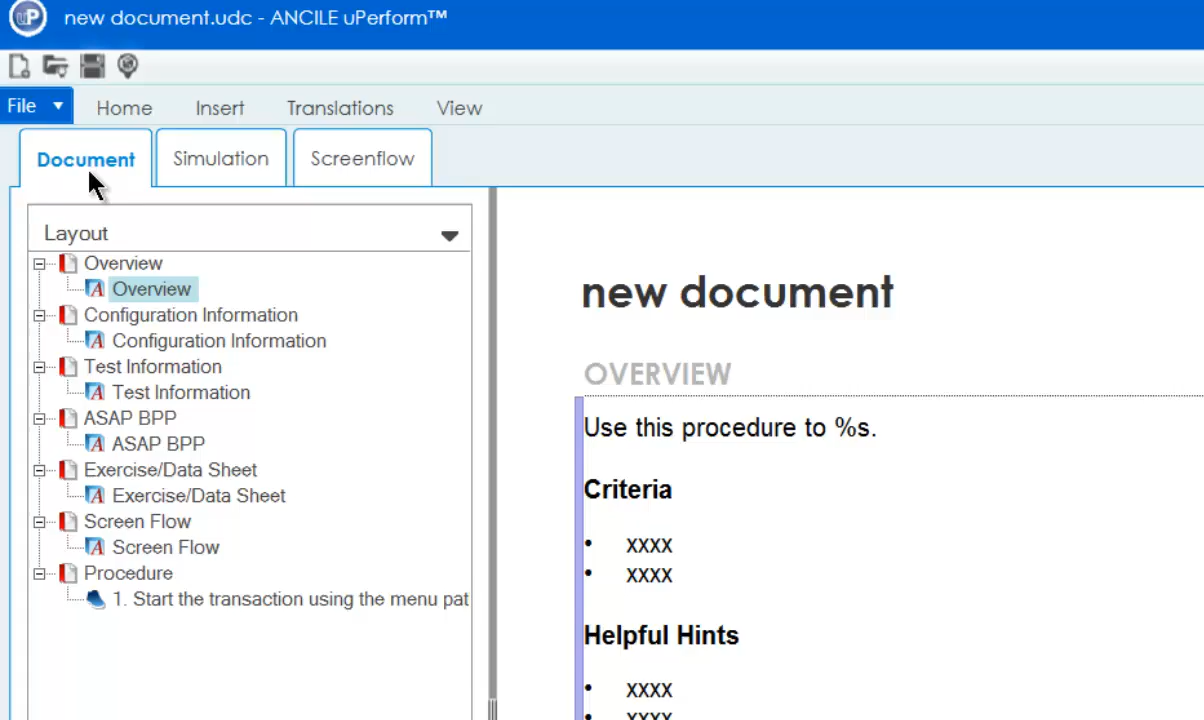 uP new document.udc - ANCILE uPerform™
File Home Insert Translations View
Document Simulation Screenflow
Layout
Overview
Overview
Configuration Information
Configuration Information
Test Information
Test Information
ASAP BPP
ASAP BPP
Exercise/Data Sheet
Exercise/Data Sheet
Screen Flow
Screen Flow
Procedure
1. Start the transaction using the menu pat
new document
OVERVIEW
Use this procedure to %s.
Criteria
• xxxx
• xxxx
Helpful Hints
• xxxx
• xxxx